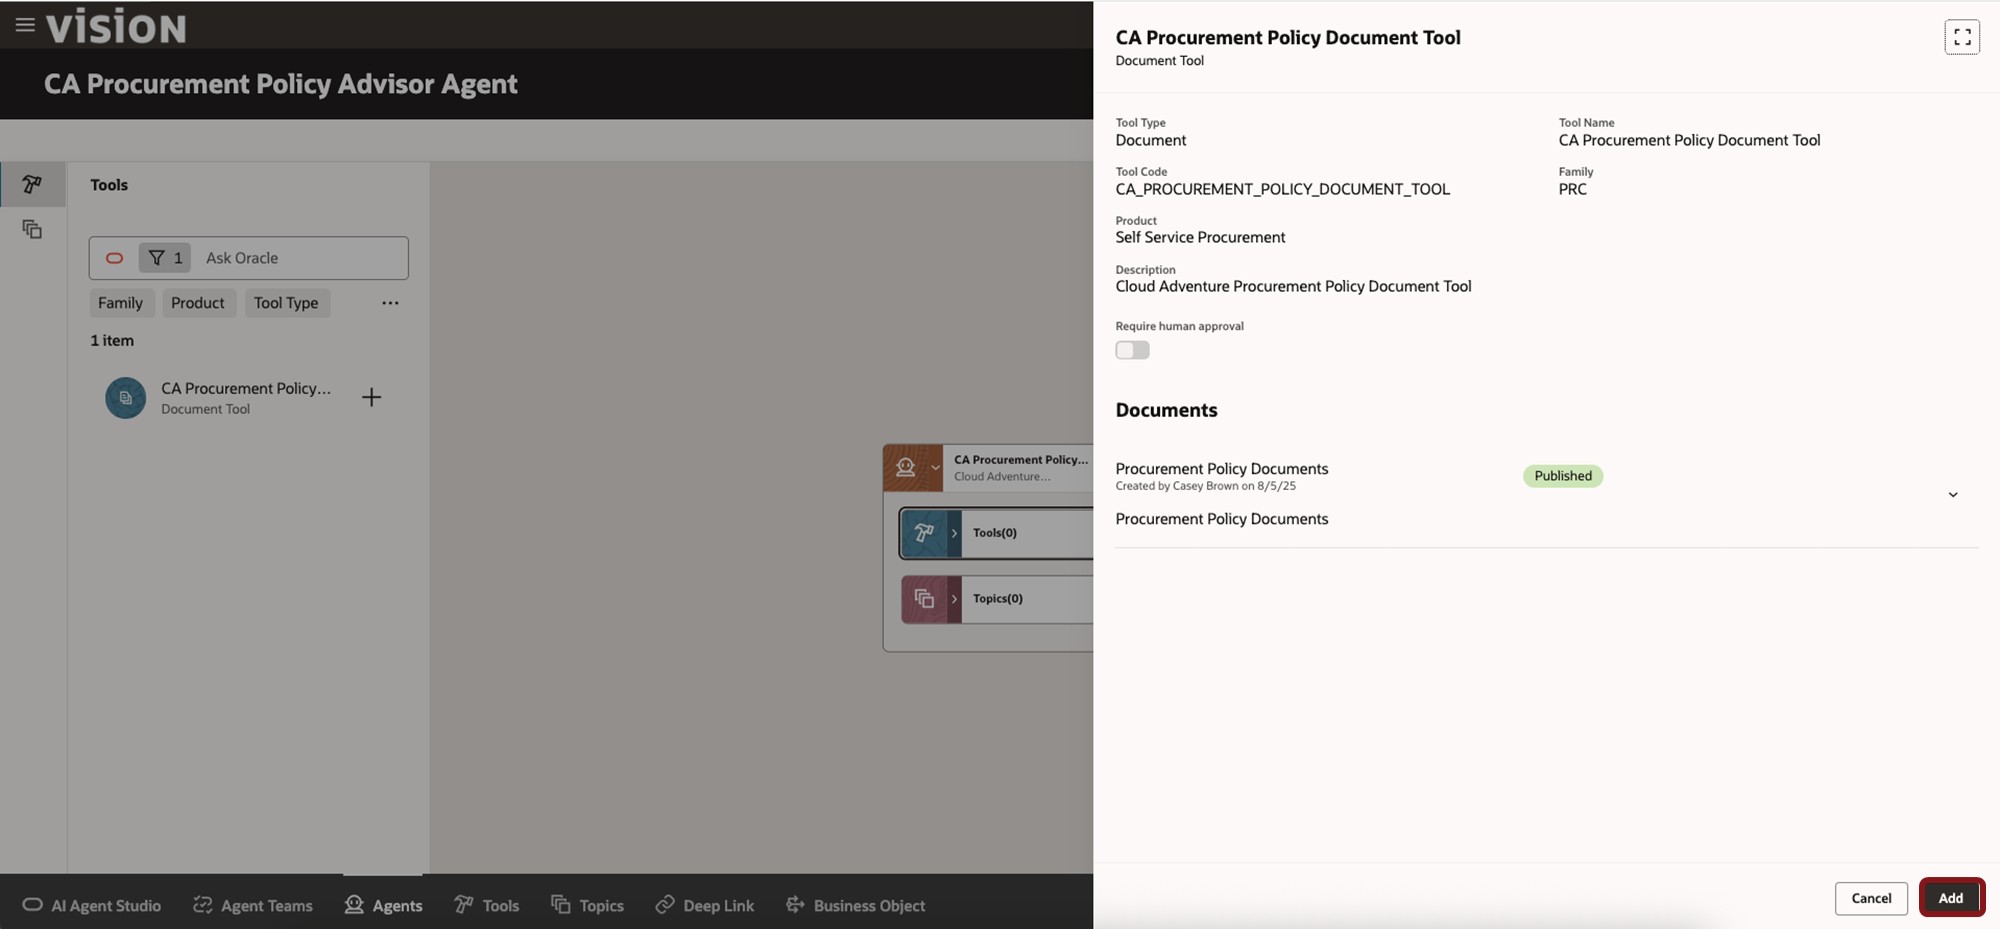 VISION
CA Procurement Policy Advisor Agent
Tools
1 Ask Oracle
Family Product Tool Type ...
1 item
CA Procurement Policy...
Document Tool
CA Procurement Policy...
Cloud Adventure...
Tools(0)
Topics(0)
AI Agent Studio Agent Teams Agents Tools Topics Deep Link Business Object
CA Procurement Policy Document Tool
Document Tool
Tool Type
Document
Tool Name
CA Procurement Policy Document Tool
Tool Code
CA_PROCUREMENT_POLICY_DOCUMENT_TOOL
Family
PRC
Product
Self Service Procurement
Description
Cloud Adventure Procurement Policy Document Tool
Require human approval
Documents
Procurement Policy Documents
Created by Casey Brown on 8/5/25
Published
Procurement Policy Documents
Cancel Add